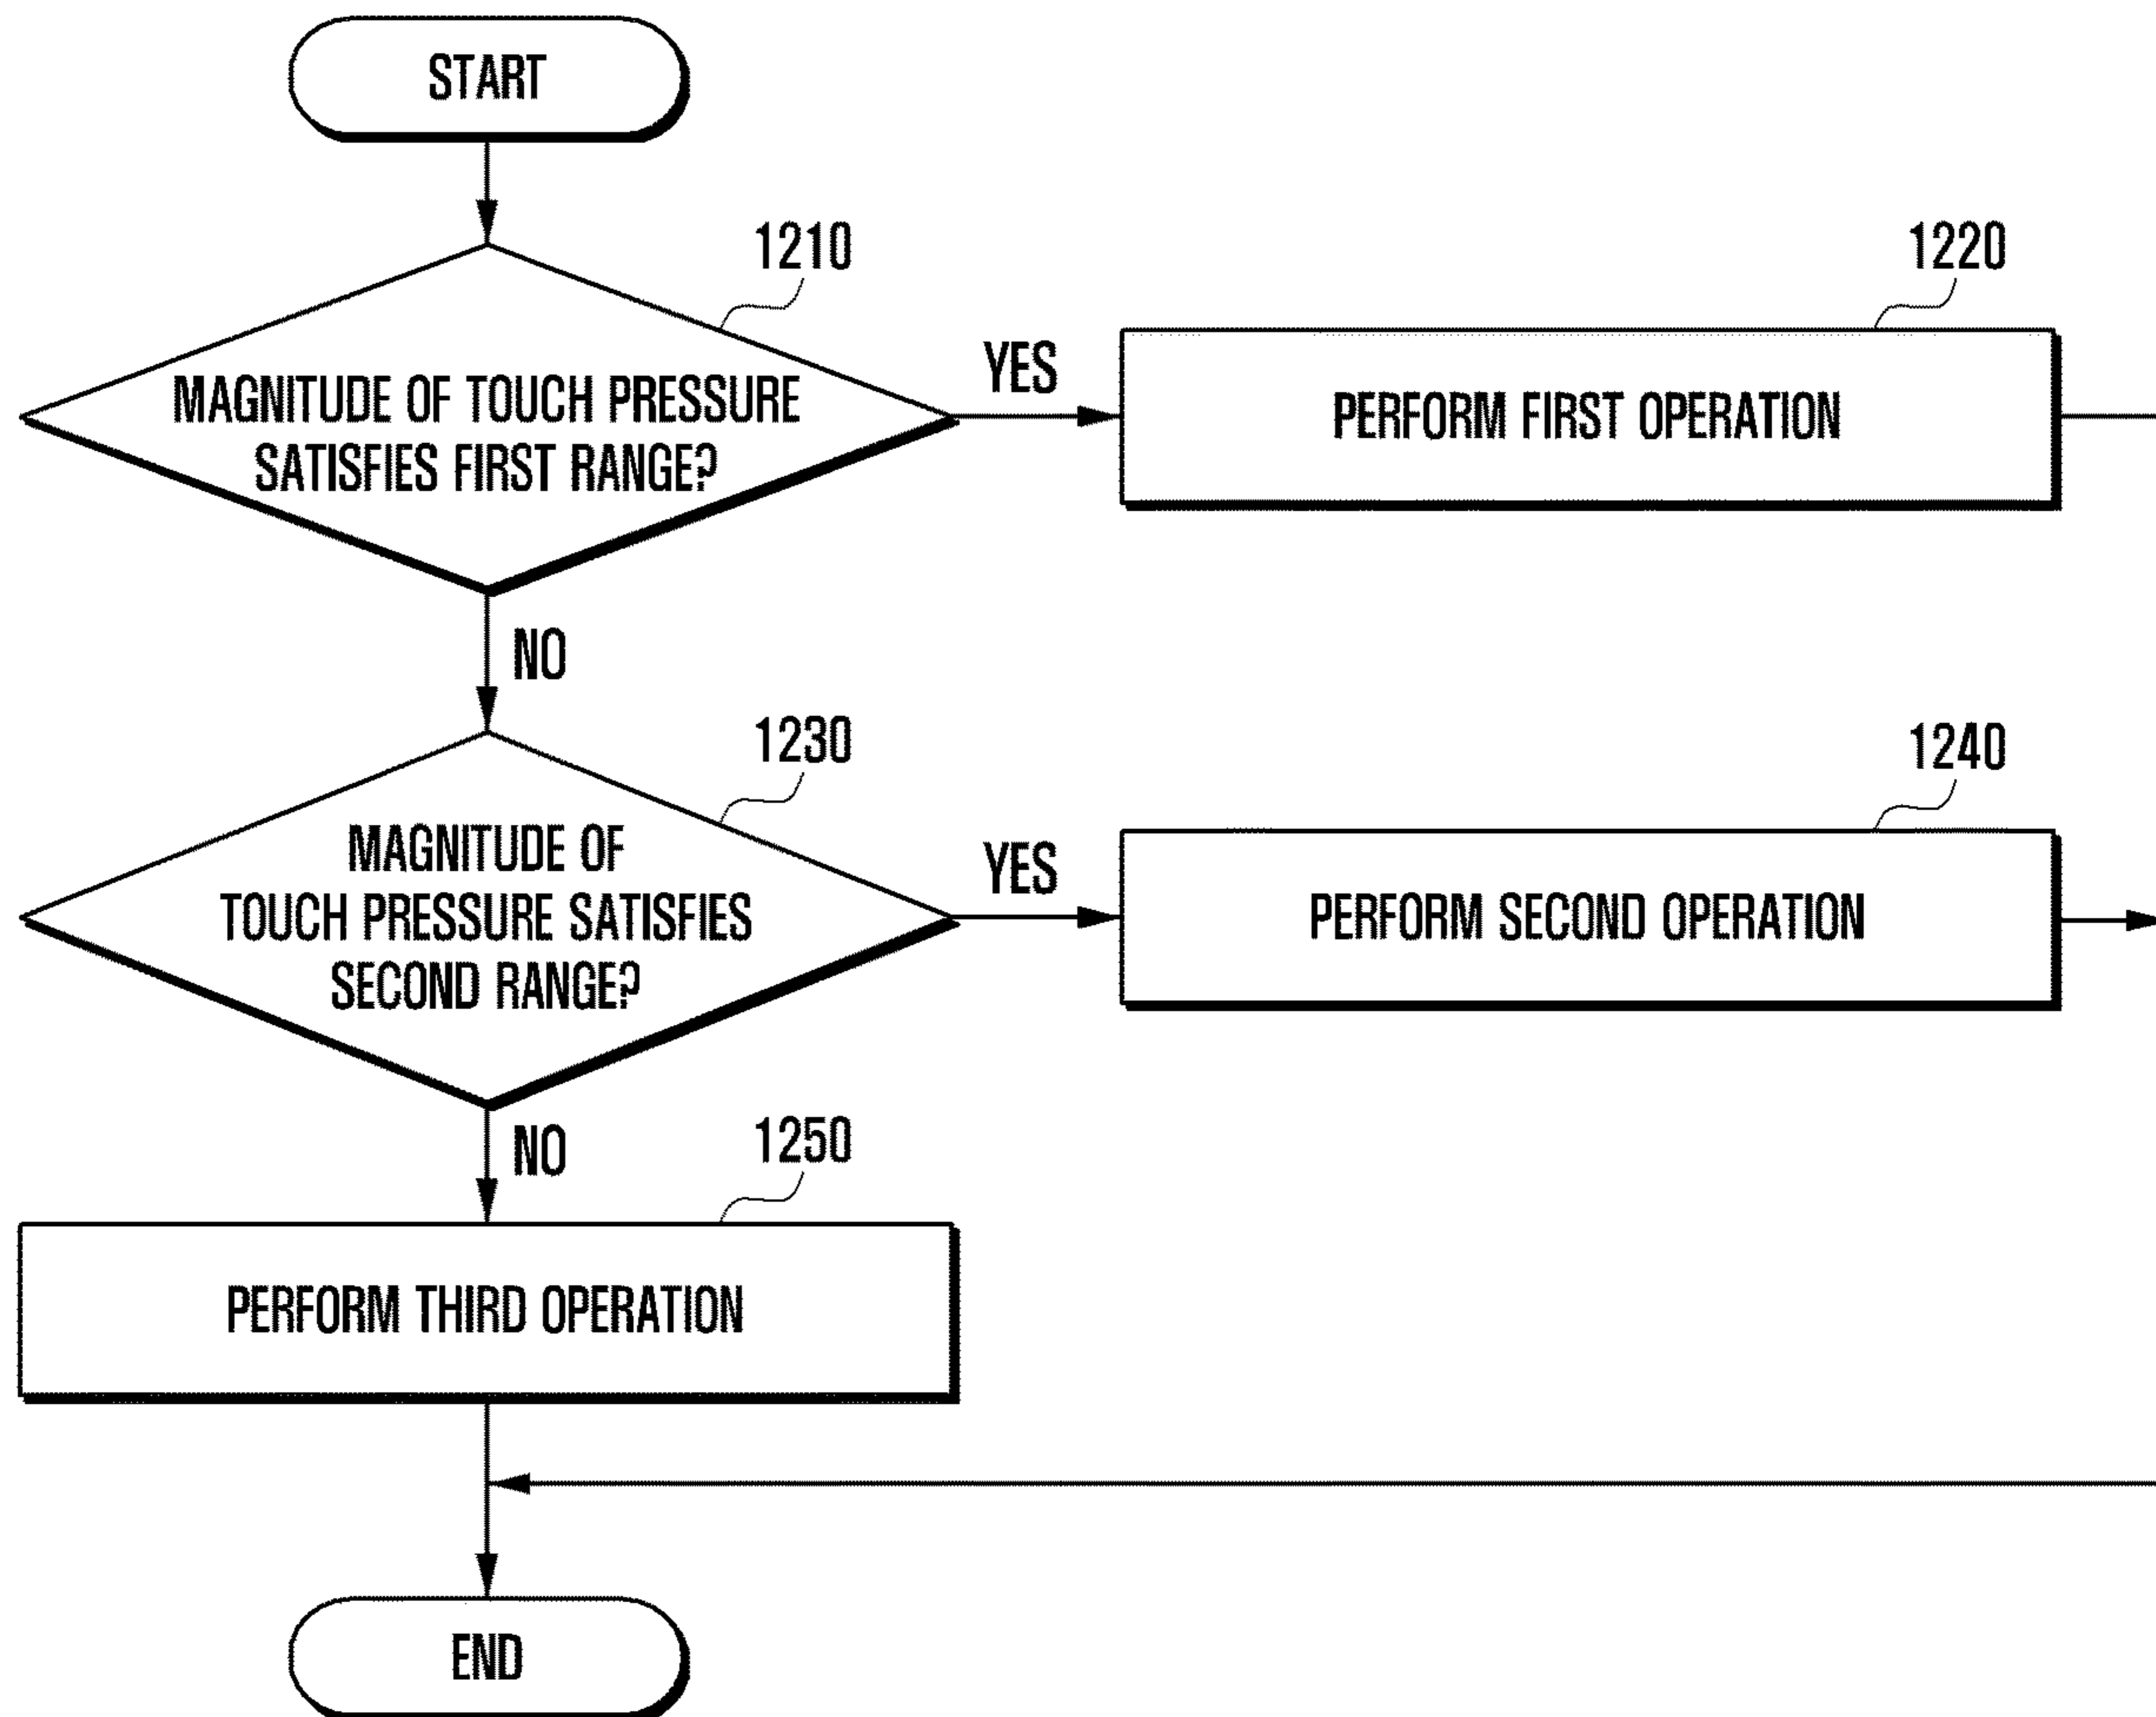 START
1210
MAGNITUDE OF TOUCH PRESSURE
SATISFIES FIRST RANGE?
YES
1220
PERFORM FIRST OPERATION
NO
1230
MAGNITUDE OF
TOUCH PRESSURE SATISFIES
SECOND RANGE?
YES
1240
PERFORM SECOND OPERATION
NO
1250
PERFORM THIRD OPERATION
END